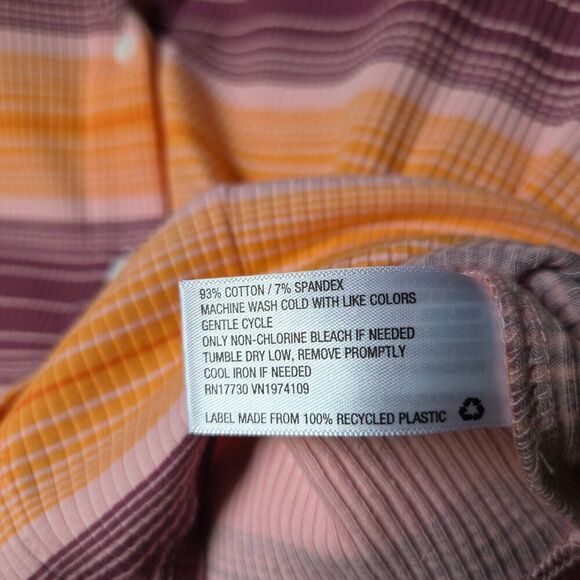 93% COTTON / 7% SPANDEX
MACHINE WASH COLD WITH LIKE COLORS
GENTLE CYCLE
ONLY NON-CHLORINE BLEACH IF NEEDED
TUMBLE DRY LOW, REMOVE PROMPTLY
COOL IRON IF NEEDED
RN17730 VN1974109
LABEL MADE FROM 100% RECYCLED PLASTIC